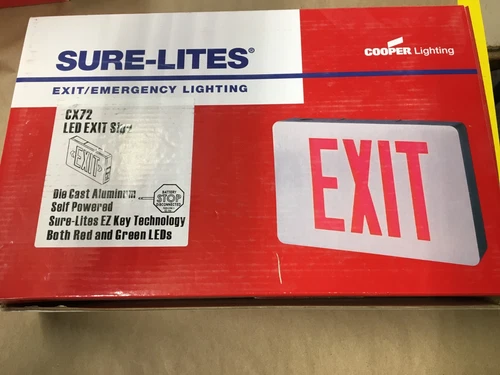 SURE-LITES®
COOPER Lighting
EXIT/EMERGENCY LIGHTING
CX72
LED EXIT Sign
EXIT
Die Cast Aluminum
Self Powered
Sure-Lites EZ Key Technology
Both Red and Green LEDs
BATTERY
STOP
DISCONNECTED
EXIT